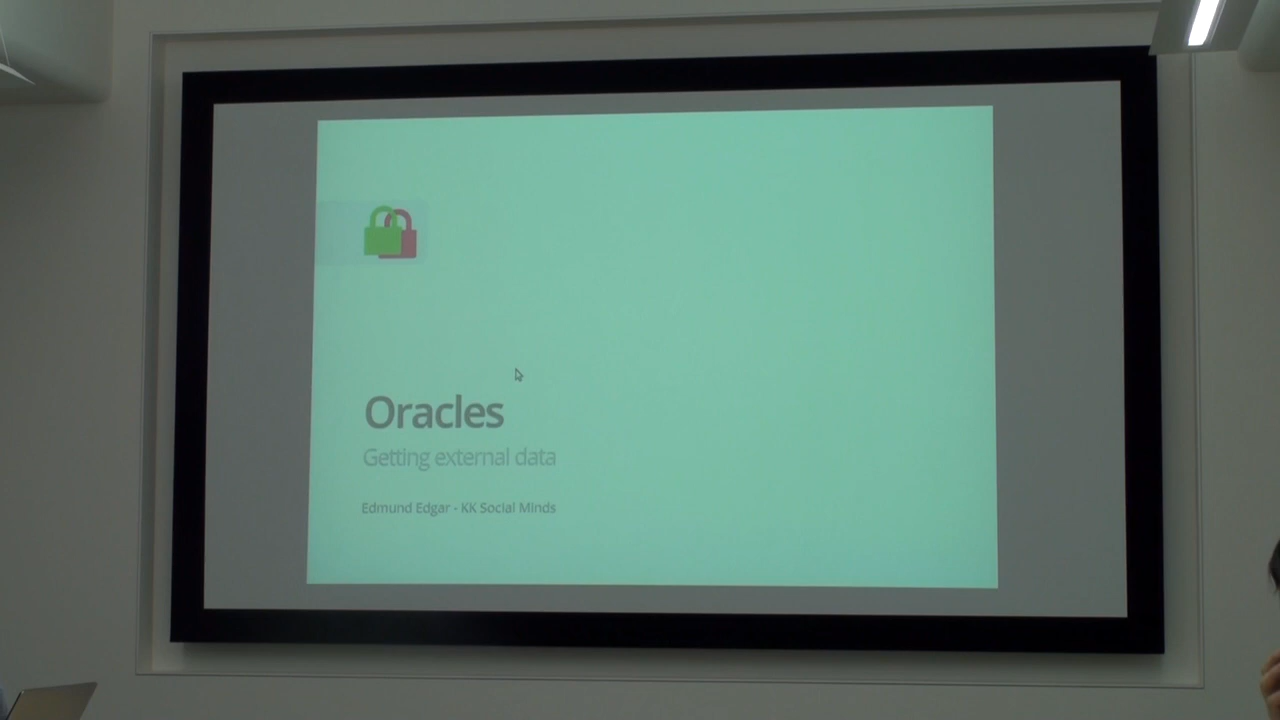 Oracles
Getting external data
Edmund Edgar - KK Social Minds